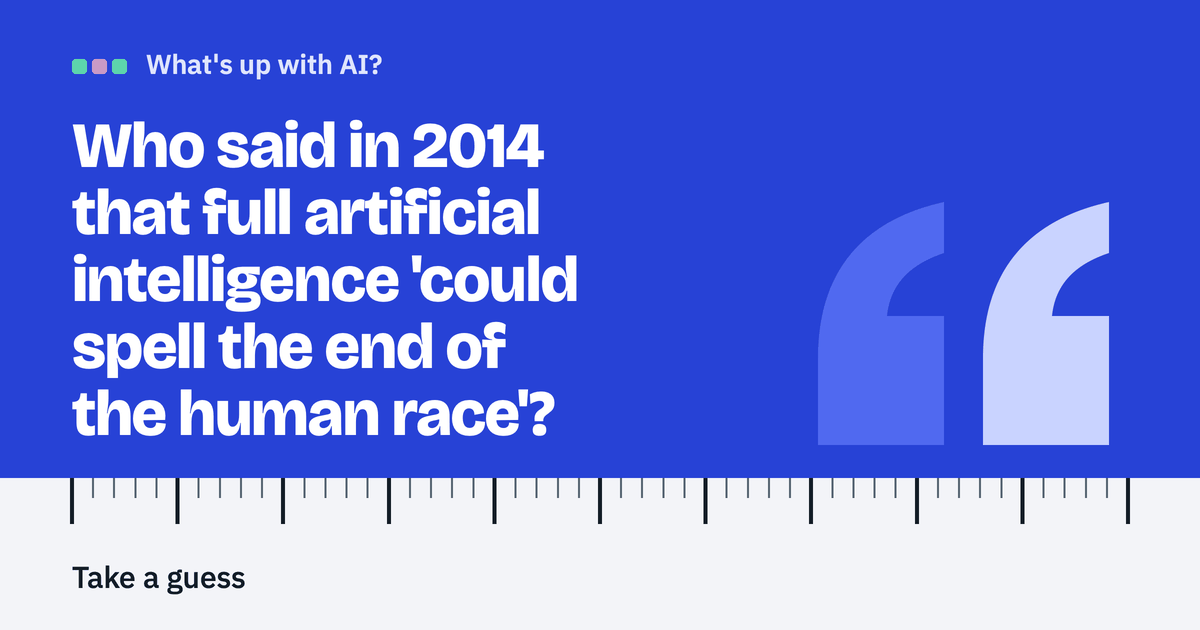 What's up with AI?
Who said in 2014
that full artificial
intelligence 'could
spell the end of
the human race'?
Take a guess